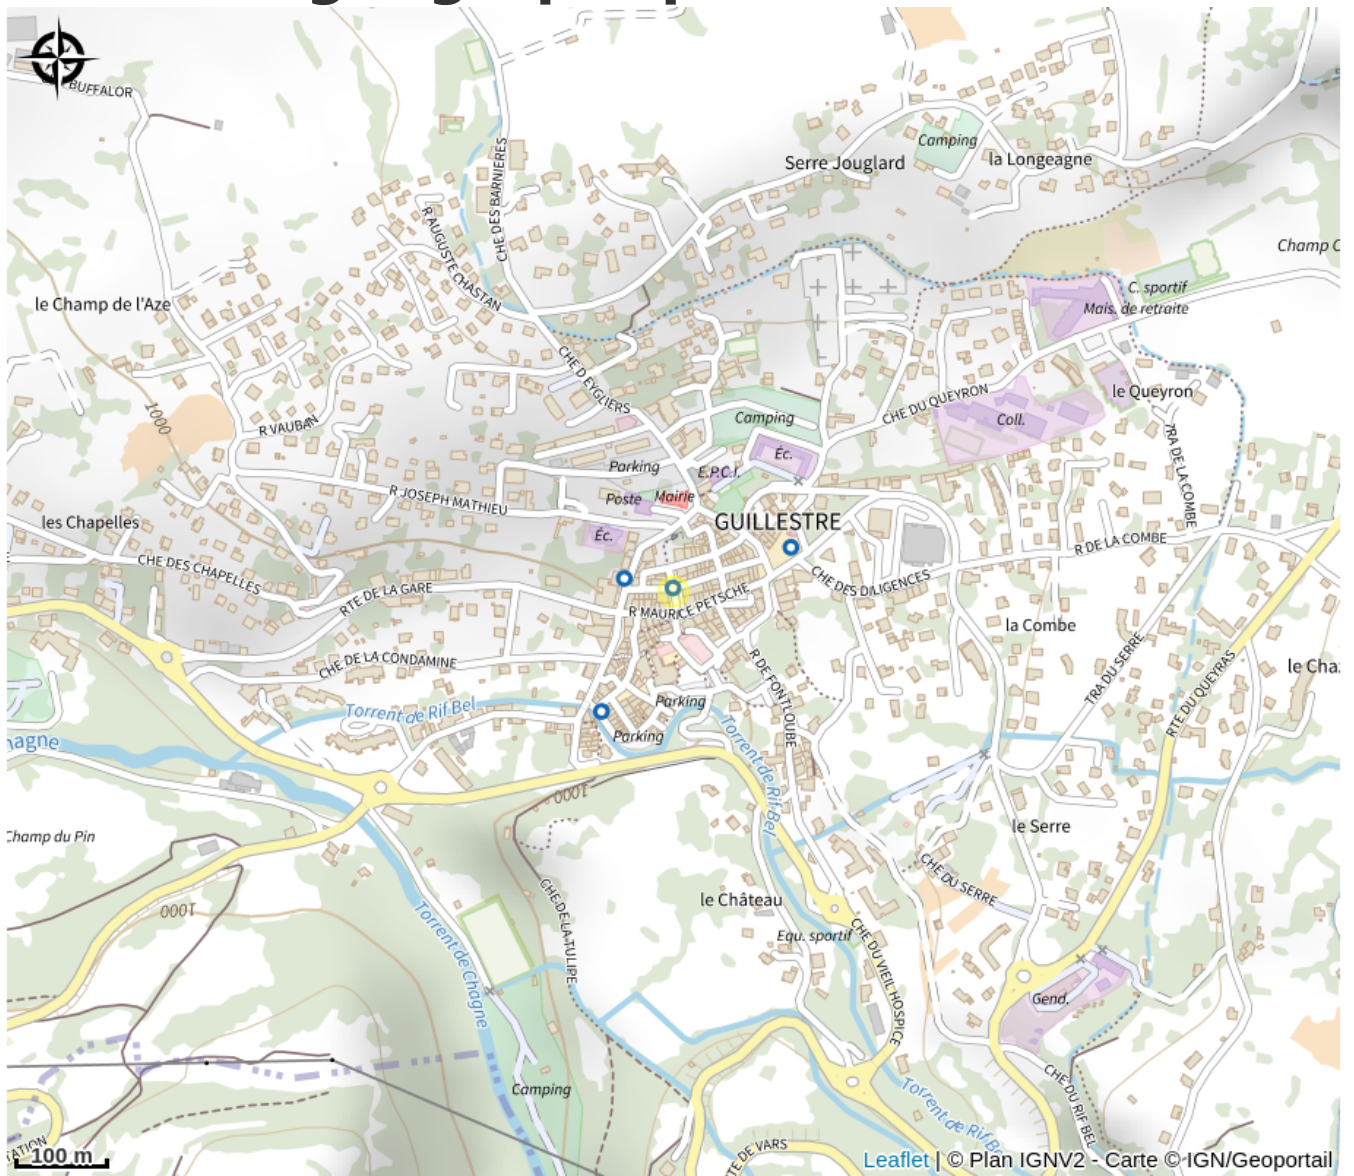 BUFFALOR
CHE DES BARNIERES
Camping
Serre Jouglard
la Longeagne
R AUGUSTE CHASTAN
Champ C
C. sportif
Mais. de retraite
le Champ de l'Aze
CHE D'EYGLIERS
le Queyron
CHE DU QUEYRON
1000
R VAUBAN
Camping
Coll.
TRA DE LA COMBE
Éc.
Parking
E.P.C.I.
R JOSEPH MATHIEU
Poste
Mairie
les Chapelles
GUILLESTRE
Éc.
R DE LA COMBE
CHE DES CHAPELLES
CHE DES DILIGENCES
RTE DE LA GARE
R MAURICE PETSCHE
la Combe
CHE DE LA CONDAMINE
R DE FONTLOUBE
TRA DU SERRE
RTE DU QUEYRAS
le Cha
Torrent de Rif Bel
Parking
Parking
Torrent de Rif Bel
hagne
1000
Champ du Pin
le Serre
CHE DU SERRE
CHE DE LA TULIPE
le Château
1000
Torrent de Chagne
Equ. sportif
CHE DU VIEIL HOSPICE
Gend.
Camping
CHE DU RIF BEL
Torrent de Rif Be
TE DE VARS
TATION
100 m
Leaflet | © Plan IGNV2 - Carte © IGN/Geoportail